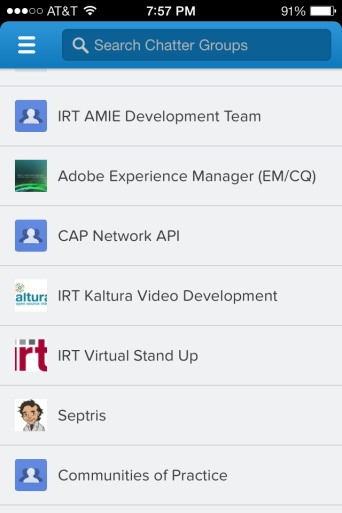 AT&T 7:57 PM 91%
Search Chatter Groups
IRT AMIE Development Team
Adobe Experience Manager (EM/CQ)
CAP Network API
altura
IRT Kaltura Video Development
irt
IRT Virtual Stand Up
Septris
Communities of Practice